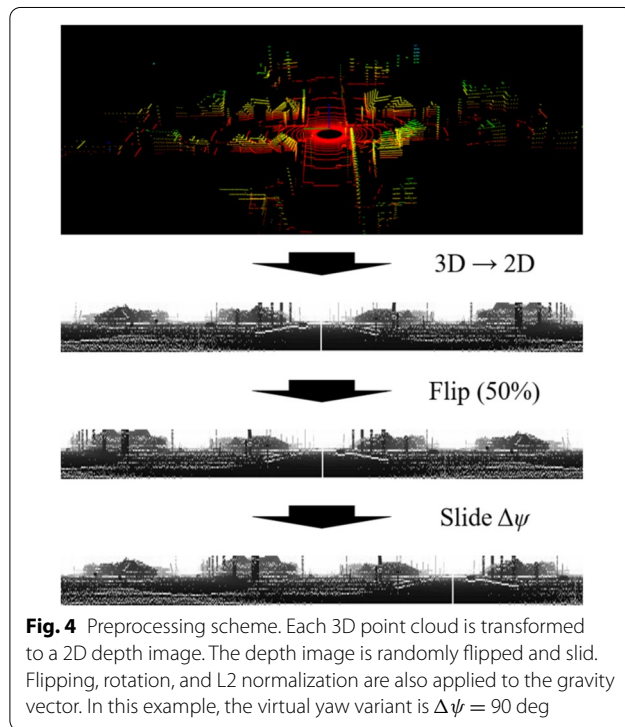 3D → 2D
Flip (50%)
Slide Δψ
Fig. 4 Preprocessing scheme. Each 3D point cloud is transformed
to a 2D depth image. The depth image is randomly flipped and slid.
Flipping, rotation, and L2 normalization are also applied to the gravity
vector. In this example, the virtual yaw variant is Δψ = 90 deg